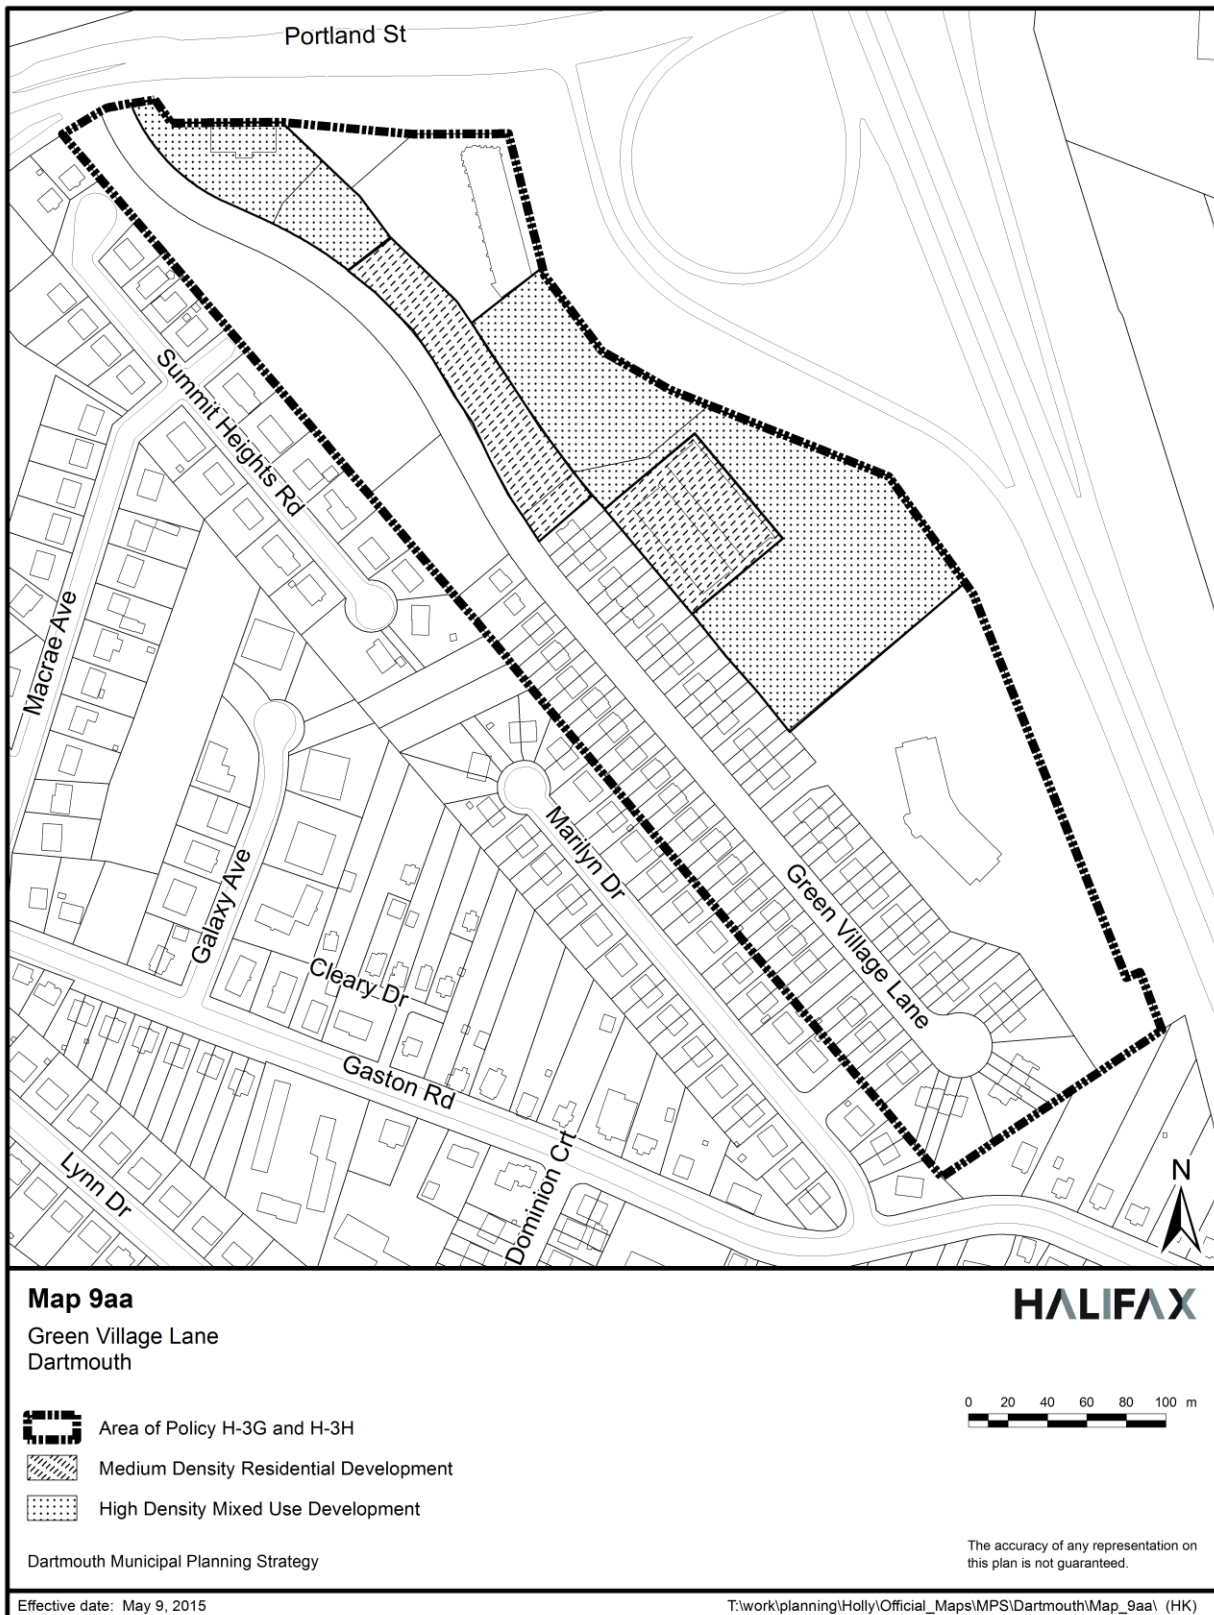 Portland St
Summit Heights Rd
Macrae Ave
Galaxy Ave
Marilyn Dr
Green Village Lane
Cleary Dr
Gaston Rd
Lynn Dr
Dominion Crt
N
Map 9aa
HALIFAX
Green Village Lane
Dartmouth
0 20 40 60 80 100 m
Area of Policy H-3G and H-3H
Medium Density Residential Development
High Density Mixed Use Development
Dartmouth Municipal Planning Strategy
The accuracy of any representation on
this plan is not guaranteed.
Effective date: May 9, 2015
T:\work\planning\Holly\Official_Maps\MPS\Dartmouth\Map_9aa\ (HK)